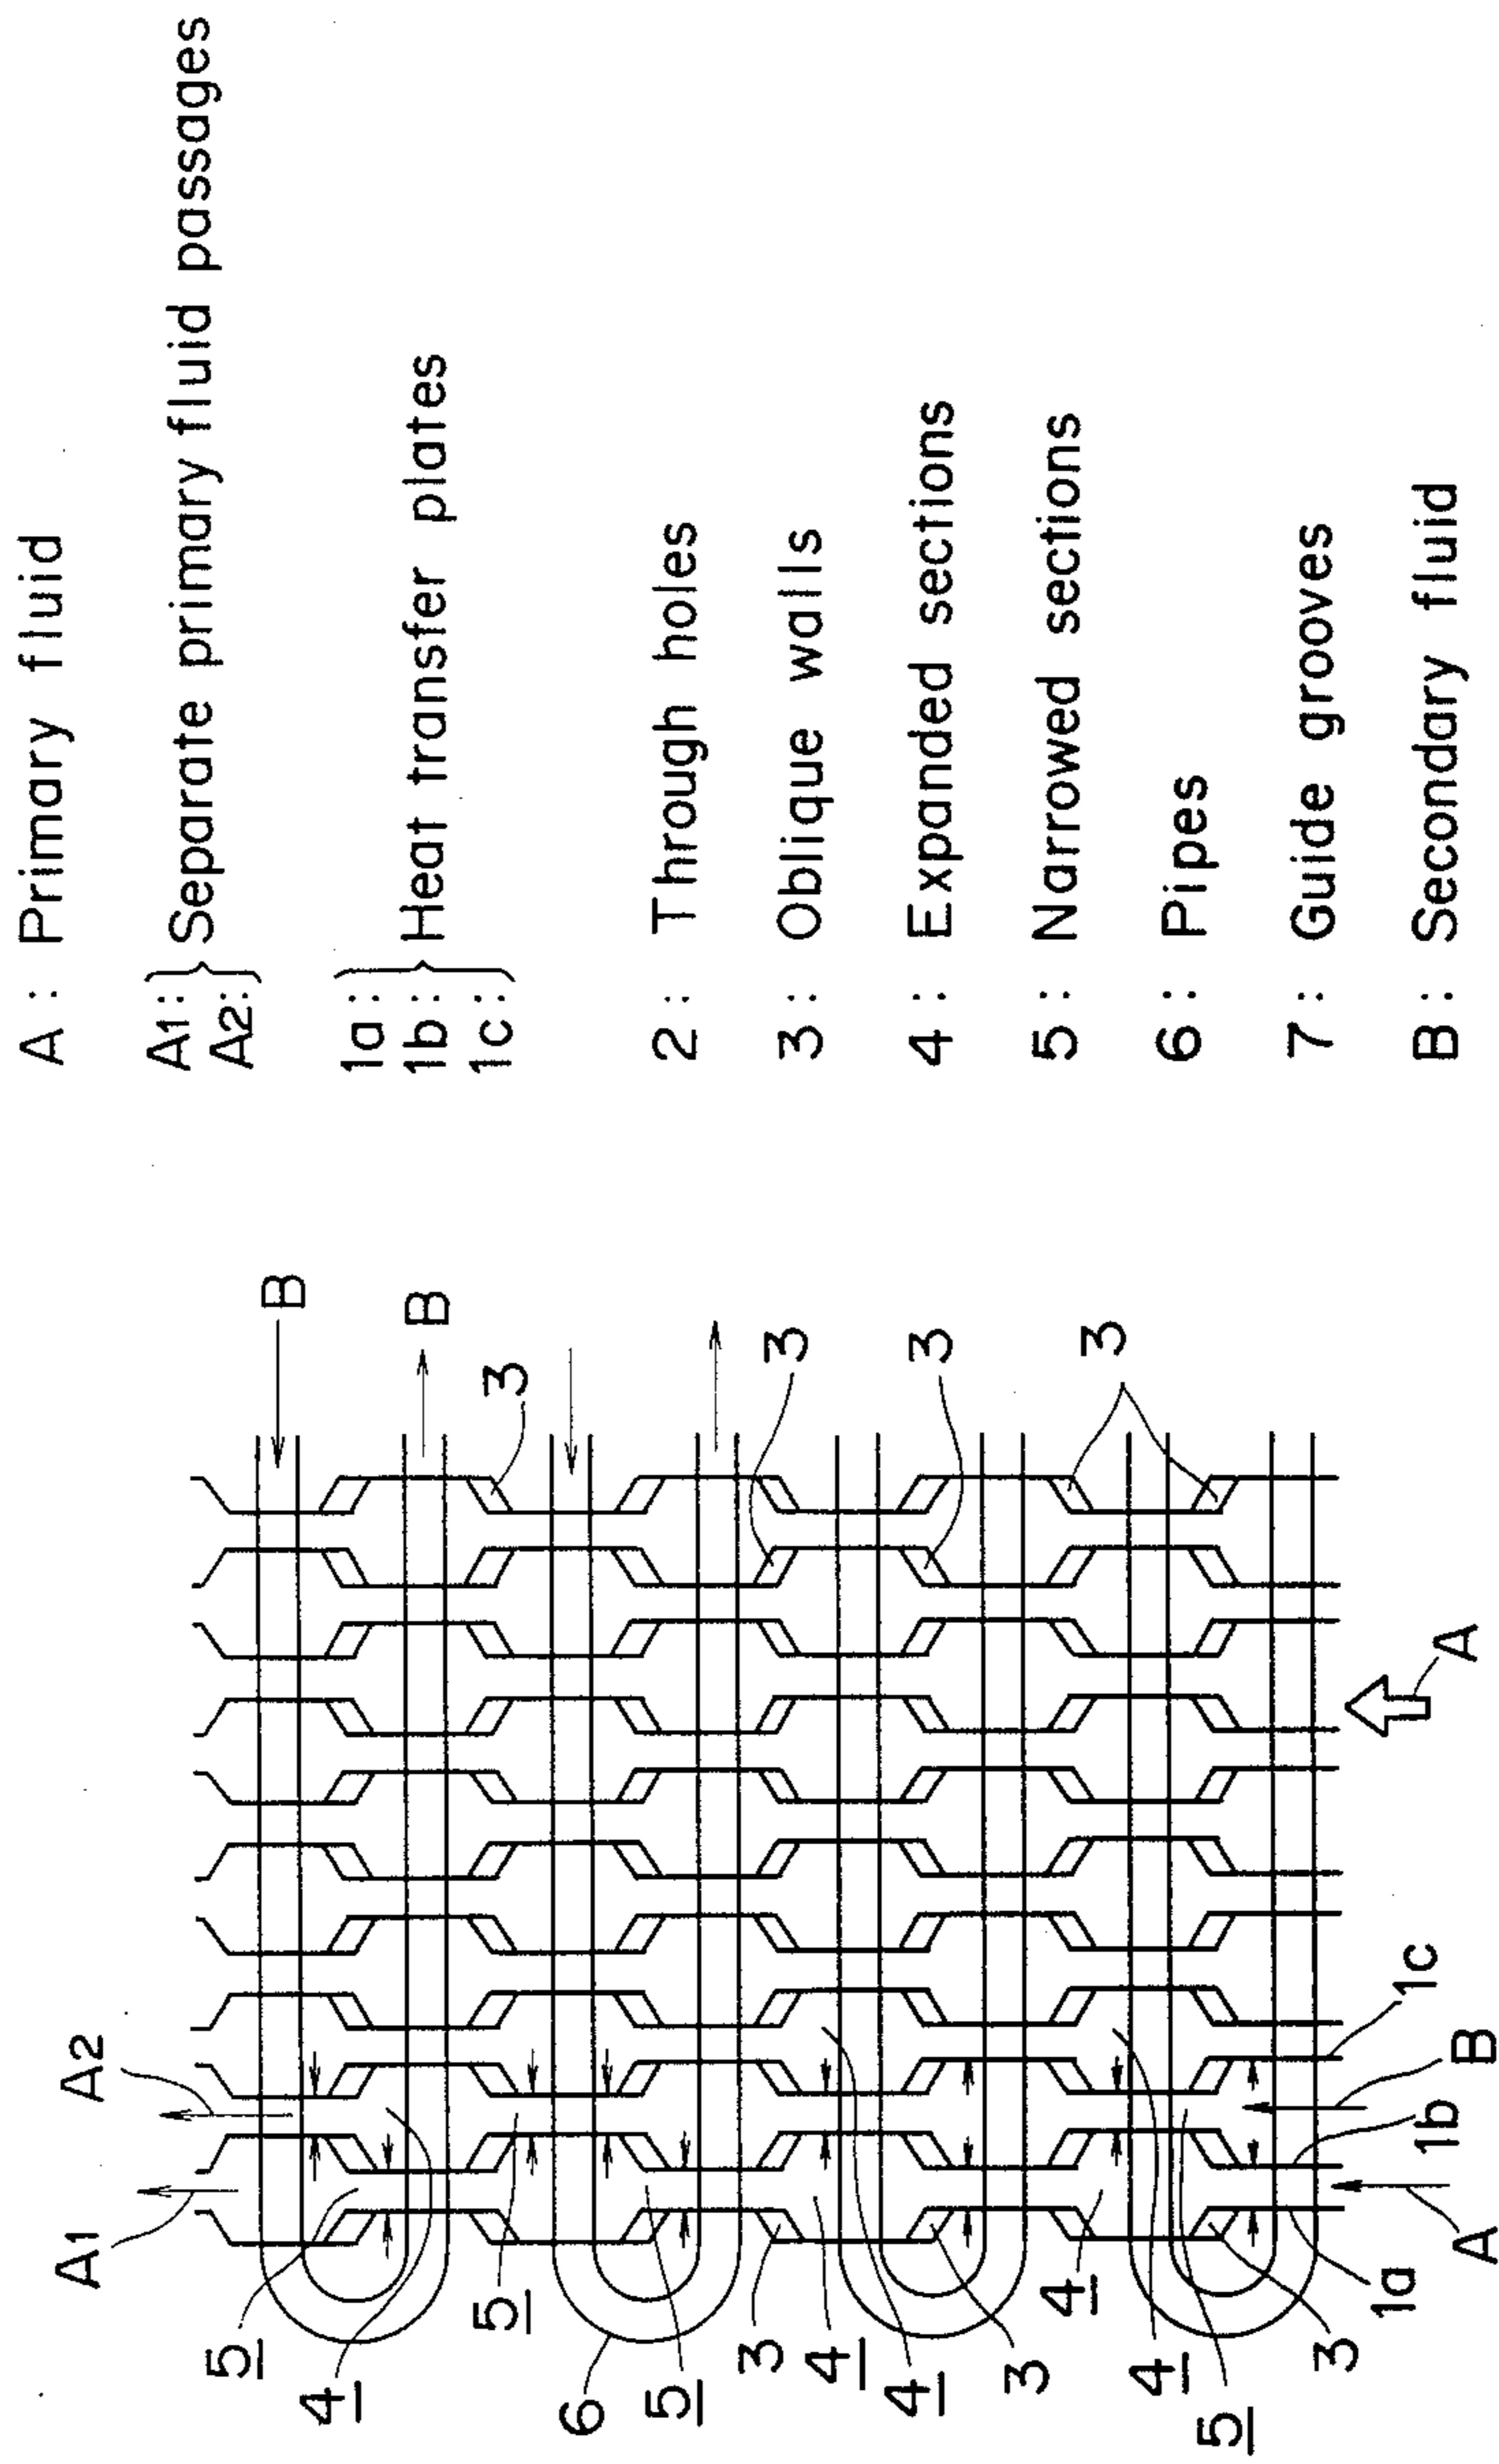 A1
A2
5
B
4
B
5
3
6
5
3
3
4
4
3
3
4
3
4
5
3
1a
1c
1b
A
A
B
A : Primary fluid
A1 :
A2 :
Separate primary fluid passages
1a :
1b :
1c :
Heat transfer plates
2 : Through holes
3 : Oblique walls
4 : Expanded sections
5 : Narrowed sections
6 : Pipes
7 : Guide grooves
B : Secondary fluid